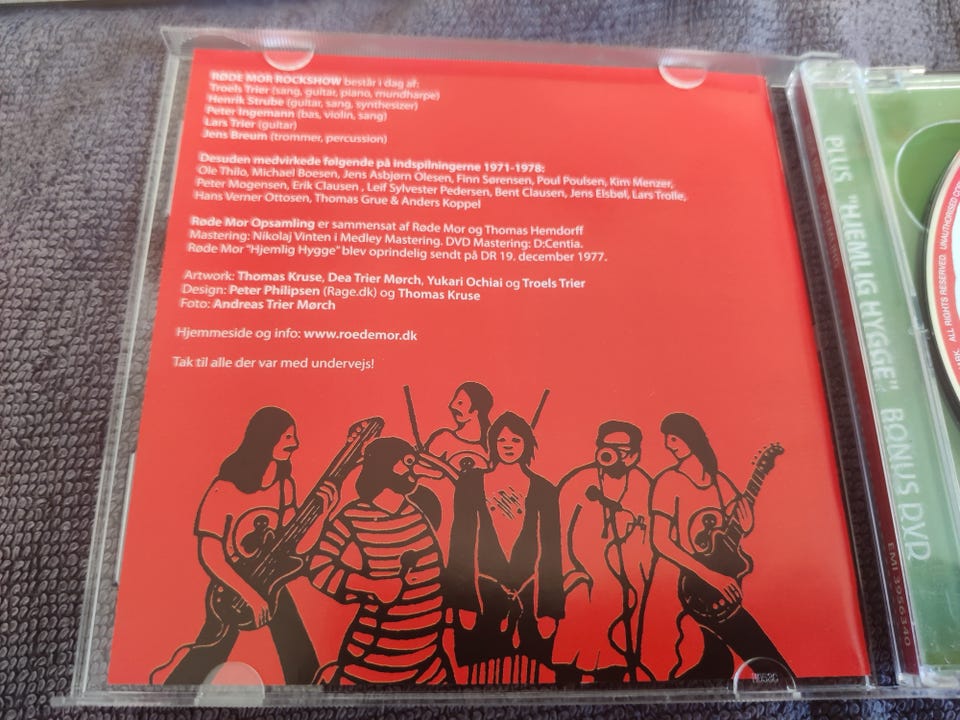 RØDE MOR ROCKSHOW består i dag af:
Troels Trier (sang, guitar, piano, mundharpe)
Henrik Strube (guitar, sang, synthesizer)
Peter Ingemann (bas, violin, sang)
Lars Trier (guitar)
Jens Breum (trommer, percussion)
Desuden medvirkede følgende på indspilningerne 1971-1978:
Ole Thilo, Michael Boesen, Jens Asbjørn Olesen, Finn Sørensen, Poul Poulsen, Kim Menzer,
Peter Mogensen, Erik Clausen , Leif Sylvester Pedersen, Bent Clausen, Jens Elsbøl, Lars Trolle,
Hans Verner Ottosen, Thomas Grue & Anders Koppel
Røde Mor Opsamling er sammensat af Røde Mor og Thomas Hemdorff
Mastering: Nikolaj Vinten i Medley Mastering. DVD Mastering: D:Centia.
Røde Mor "Hjemlig Hygge" blev oprindelig sendt på DR 19. december 1977.
Artwork: Thomas Kruse, Dea Trier Mørch, Yukari Ochiai og Troels Trier
Design: Peter Philipsen (Rage.dk) og Thomas Kruse
Foto: Andreas Trier Mørch
Hjemmeside og info: www.roedemor.dk
Tak til alle der var med undervejs!
PLUS "HJEMLIG HYGGE", BONUS DVD
EMI 3950340
ALL RIGHTS RESERVED. UNAUTHORISED